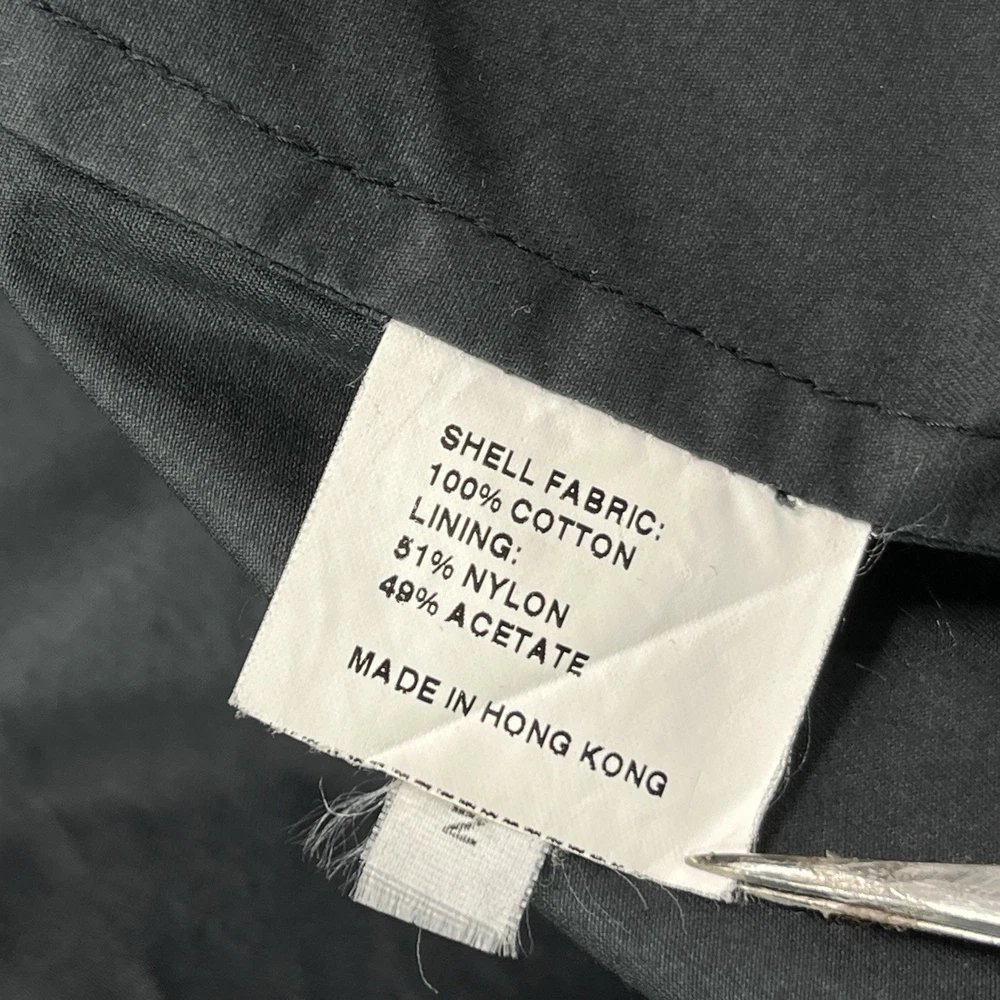 SHELL FABRIC:
100% COTTON
LINING:
51% NYLON
49% ACETATE
MADE IN HONG KONG